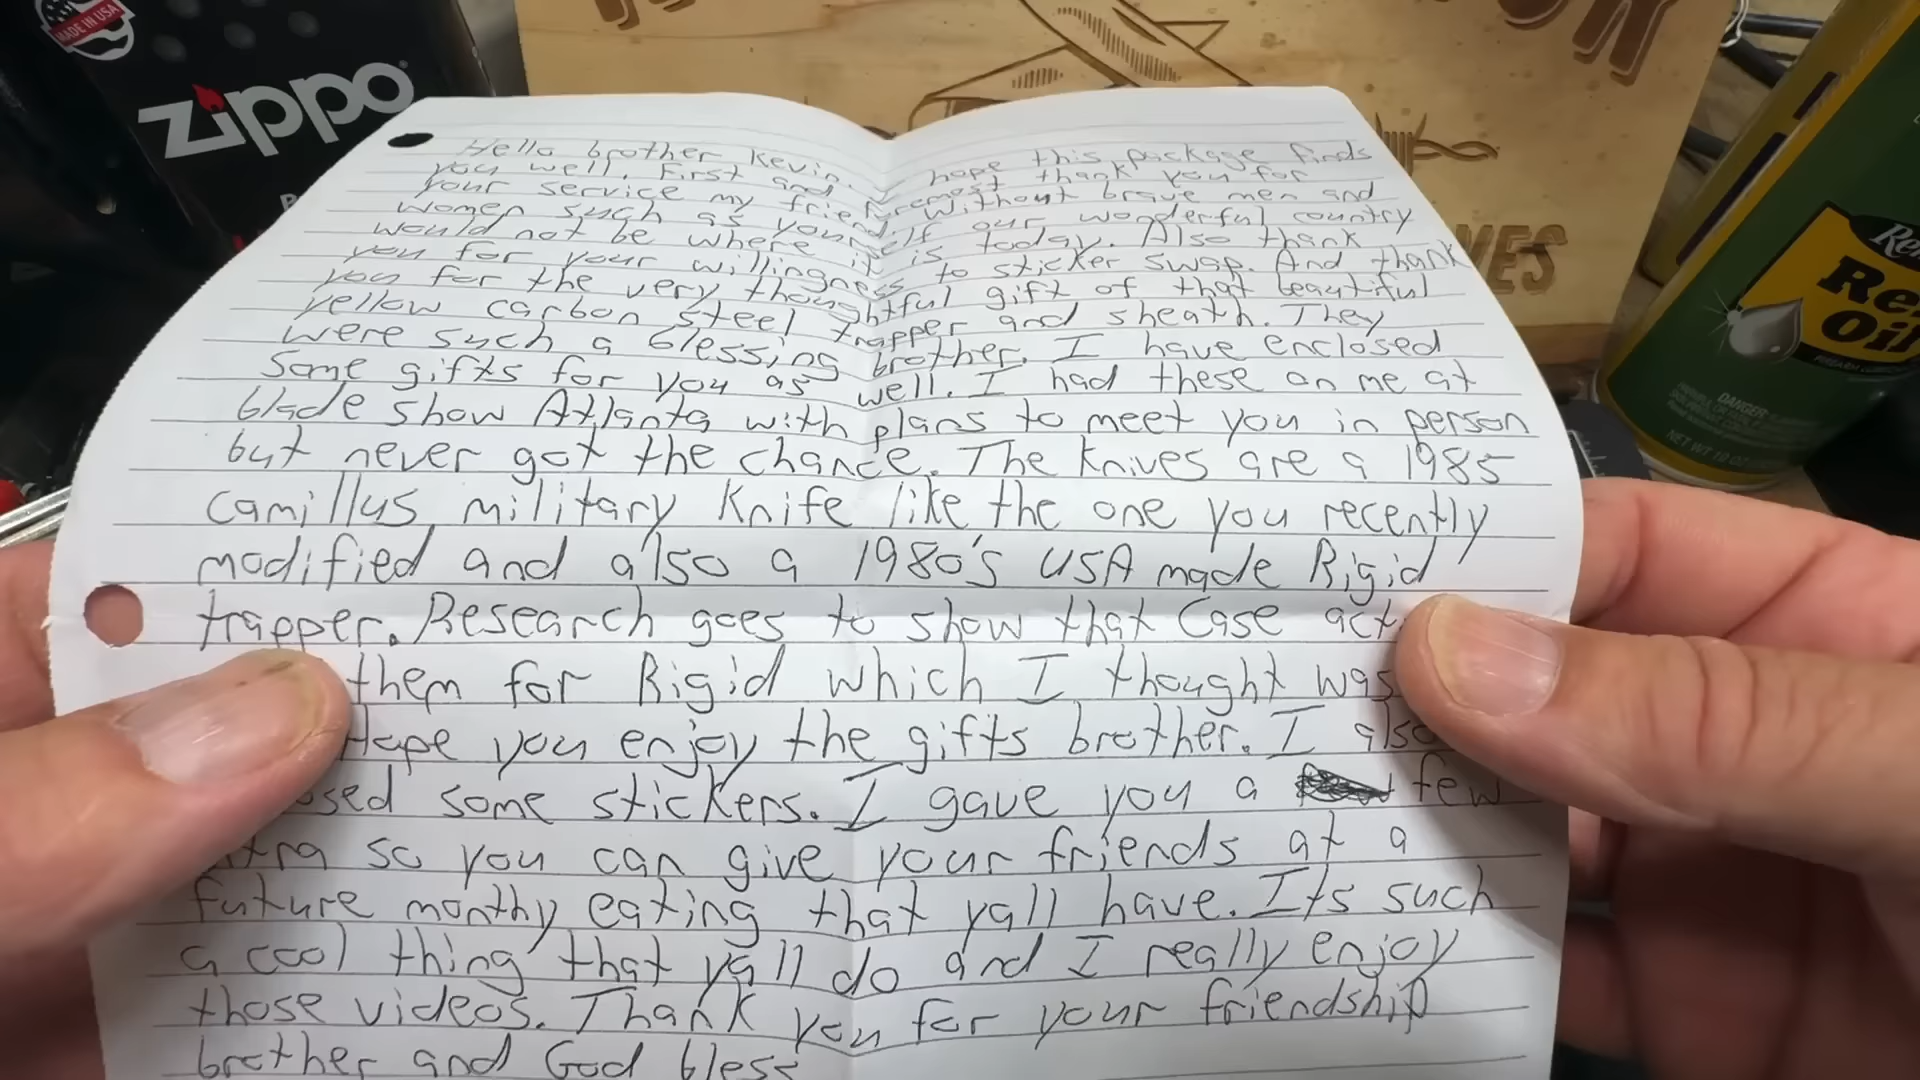 MADE IN USA
zippo
Hello brother Kevin. I hope this package finds
you well. First and foremost thank you for
your service my friend. Without brave men and
women such as yourself our wonderful country
would not be where it is today. Also thank
you for your willingness to sticker swap. And thank
you for the very thoughtful gift of that beautiful
yellow carbon steel trapper and sheath. They
were such a blessing brother. I have enclosed
some gifts for you as well. I had these on me at
blade show Atlanta with plans to meet you in person
but never got the chance. The knives are a 1985
camillus military knife like the one you recently
modified and also a 1980's USA made Rigid
trapper. Research goes to show that Case act
them for Rigid which I thought was
Hope you enjoy the gifts brother. I also
osed some stickers. I gave you a few
xtra so you can give your friends at a
future monthy eating that yall have. Its such
a cool thing that yall do and I really enjoy
those videos. Thank you for your friendship
brother and God bless
VES
Re
Oil
DANGER